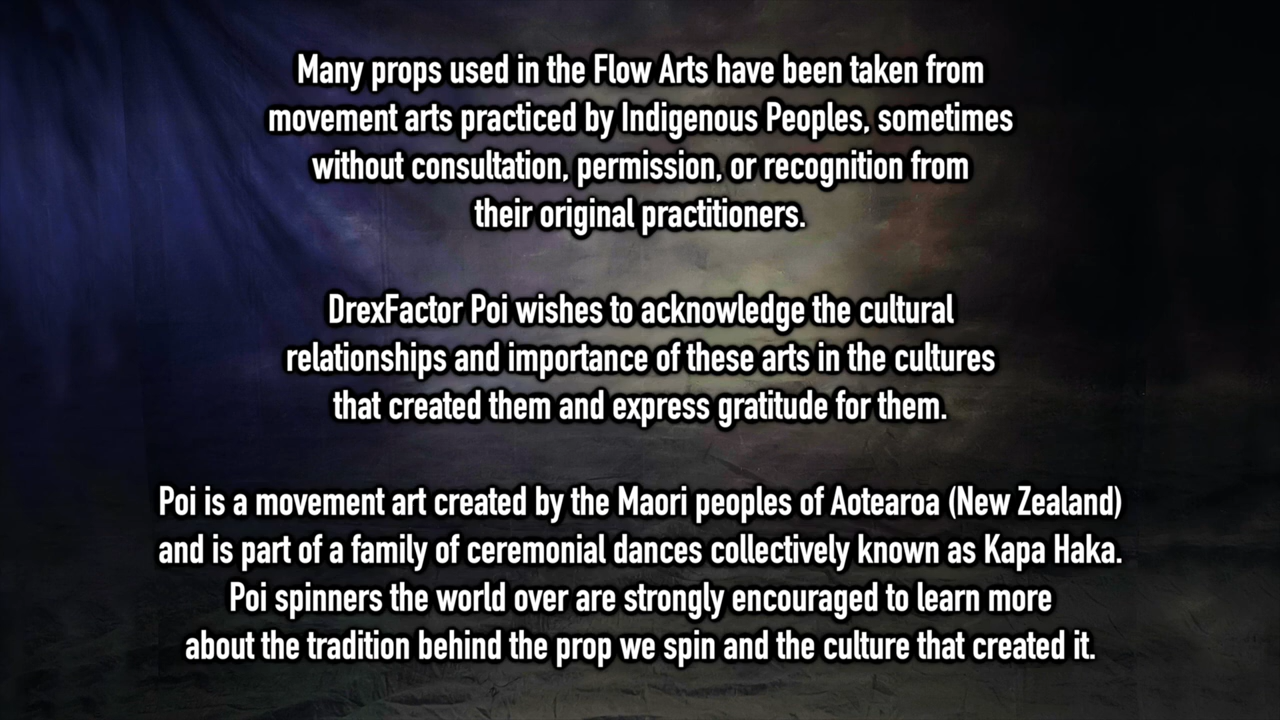 Many props used in the Flow Arts have been taken from
movement arts practiced by Indigenous Peoples, sometimes
without consultation, permission, or recognition from
their original practitioners.
DrexFactor Poi wishes to acknowledge the cultural
relationships and importance of these arts in the cultures
that created them and express gratitude for them.
Poi is a movement art created by the Maori peoples of Aotearoa (New Zealand)
and is part of a family of ceremonial dances collectively known as Kapa Haka.
Poi spinners the world over are strongly encouraged to learn more
about the tradition behind the prop we spin and the culture that created it.